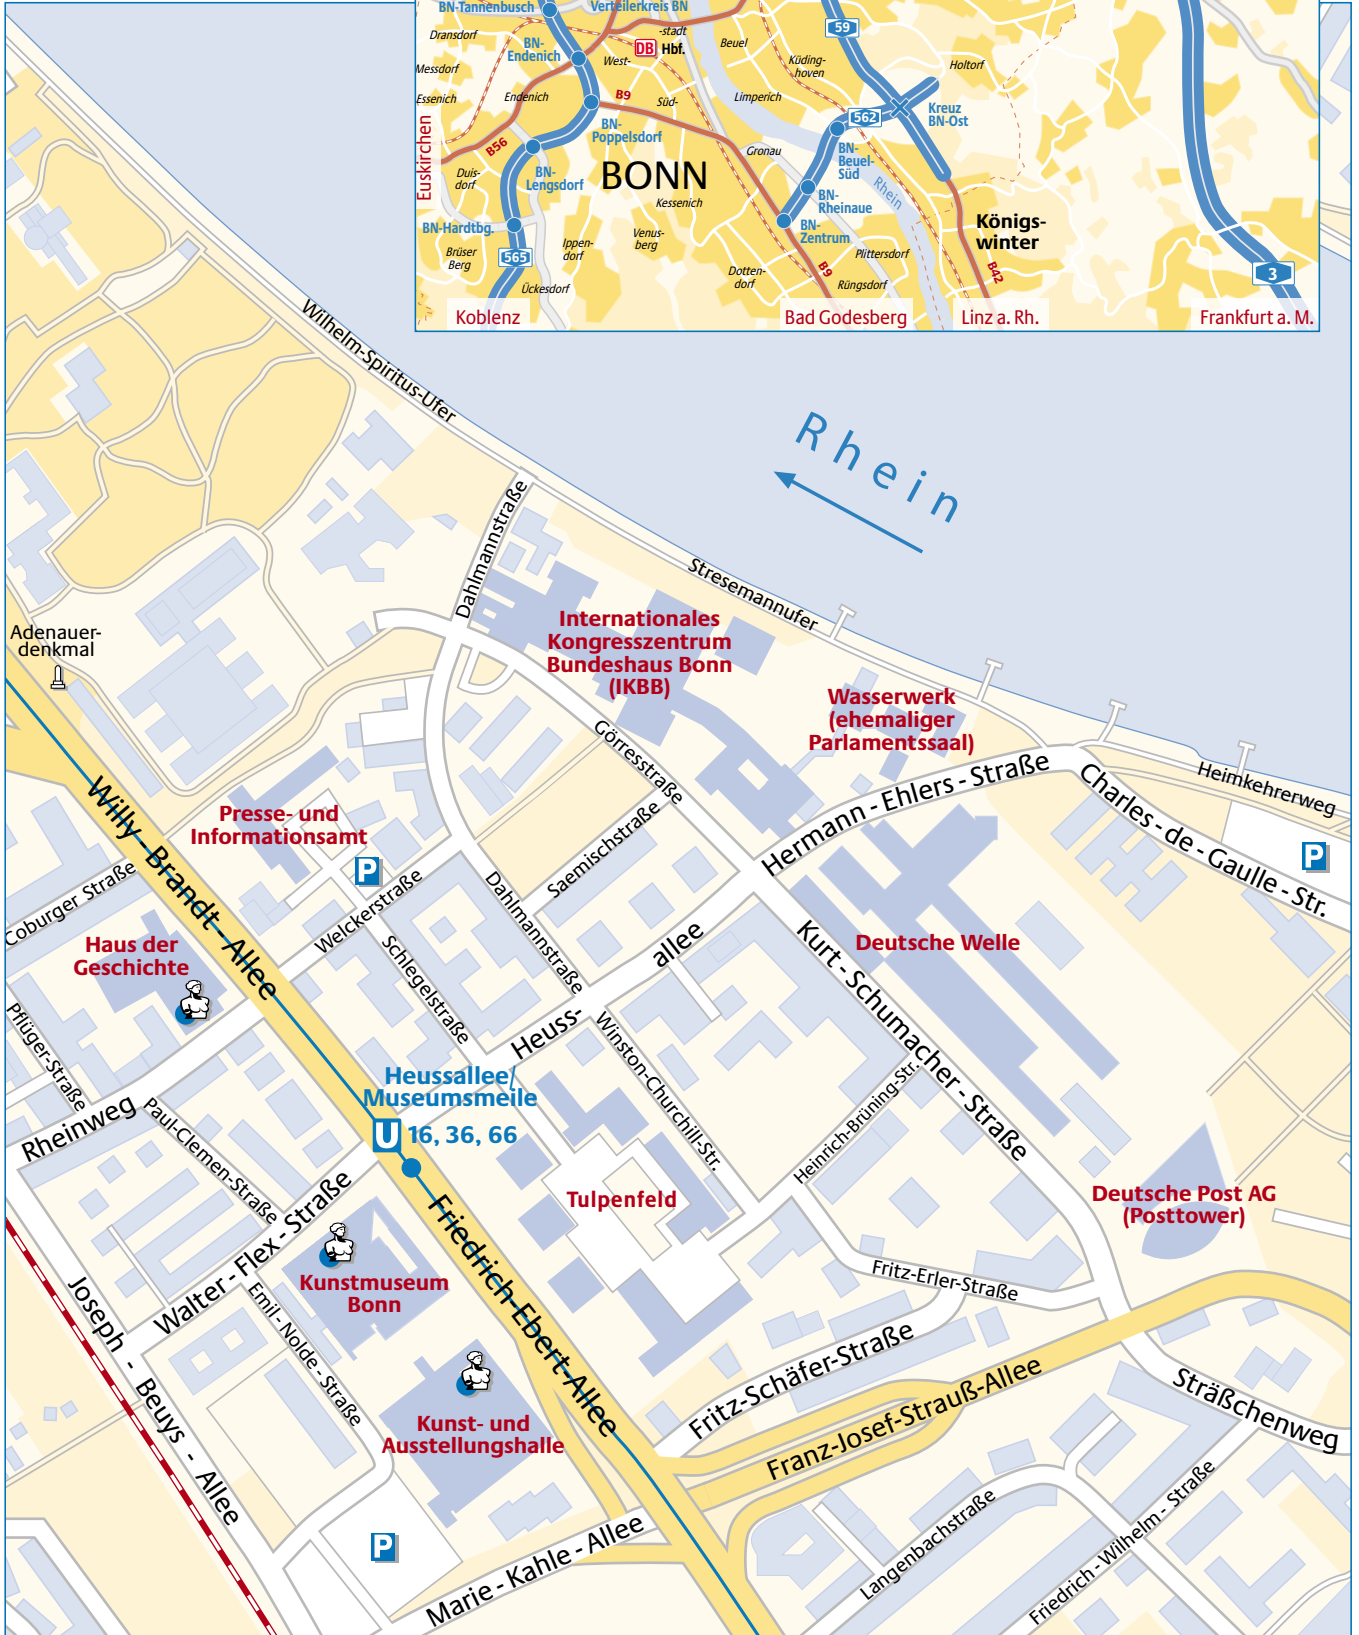 BN-Tannenbusch
Verteilerkreis BN
Dransdorf
BN-
Endenich
-stadt
DB Hbf.
West-
Beuel
59
Küding-
hoven
Holtorf
Messdorf
Essenich
Endenich
B9
Süd-
Limperich
562
Kreuz
BN-Ost
BN-
Poppelsdorf
Euskirchen
B56
Duis-
dorf
BN-
Lengsdorf
BONN
Kessenich
Gronau
BN-
Beuel-
Süd
Rhein
BN-
Rheinaue
BN-
Zentrum
BN-Hardtbg.
Brüser
Berg
565
Ippen-
dorf
Venus-
berg
Königs-
winter
Plittersdorf
Dotten-
dorf
B9
Rüngsdorf
B42
3
Ückesdorf
Koblenz
Bad Godesberg
Linz a. Rh.
Frankfurt a. M.
Wilhelm-Spiritus-Ufer
Rhein
Dahlmannstraße
Stresemannufer
Adenauer-
denkmal
Internationales
Kongresszentrum
Bundeshaus Bonn
(IKBB)
Wasserwerk
(ehemaliger
Parlamentssaal)
Görresstraße
Hermann - Ehlers - Straße
Heimkehrerweg
Charles - de - Gaulle - Str.
P
Willy - Brandt - Allee
Presse- und
Informationsamt
P
Saemischstraße
Coburger Straße
Welckerstraße
Dahlmannstraße
Haus der
Geschichte
Schlegelstraße
Heuss-
allee
Kurt - Schumacher - Straße
Deutsche Welle
Pflüger-Straße
Winston-Churchill-Str.
Heinrich-Brüning-Str.
Heussallee/
Museumsmeile
U 16, 36, 66
Rheinweg
Paul-Clemen-Straße
Tulpenfeld
Deutsche Post AG
(Posttower)
Walter - Flex - Straße
Friedrich-Ebert-Allee
Kunstmuseum
Bonn
Fritz-Erler-Straße
Joseph - Beuys - Allee
Emil - Nolde - Straße
Fritz-Schäfer-Straße
Franz-Josef-Strauß-Allee
Sträßchenweg
Kunst- und
Ausstellungshalle
P
Marie - Kahle - Allee
Langenbachstraße
Friedrich - Wilhelm - Straße